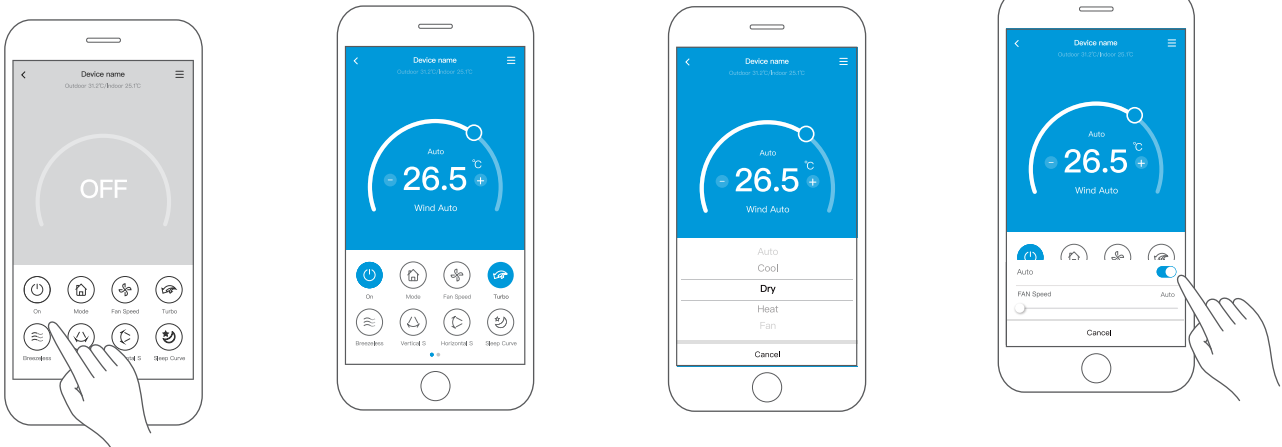 Device name
Outdoor 31.2℃/Indoor 25.1℃
OFF
On Mode Fan Speed Turbo
Breezeless Sleep Curve
Device name
Outdoor 31.2℃/Indoor 25.1℃
Auto
26.5 ℃
Wind Auto
On Mode Fan Speed Turbo
Breezeless Vertical S Horizontal S Sleep Curve
Device name
Outdoor 31.2℃/Indoor 25.1℃
Auto
26.5 ℃
Wind Auto
Auto
Cool
Dry
Heat
Fan
Cancel
Device name
Outdoor 31.2℃/Indoor 25.1℃
Auto
26.5 ℃
Wind Auto
Auto
FAN Speed Auto
Cancel